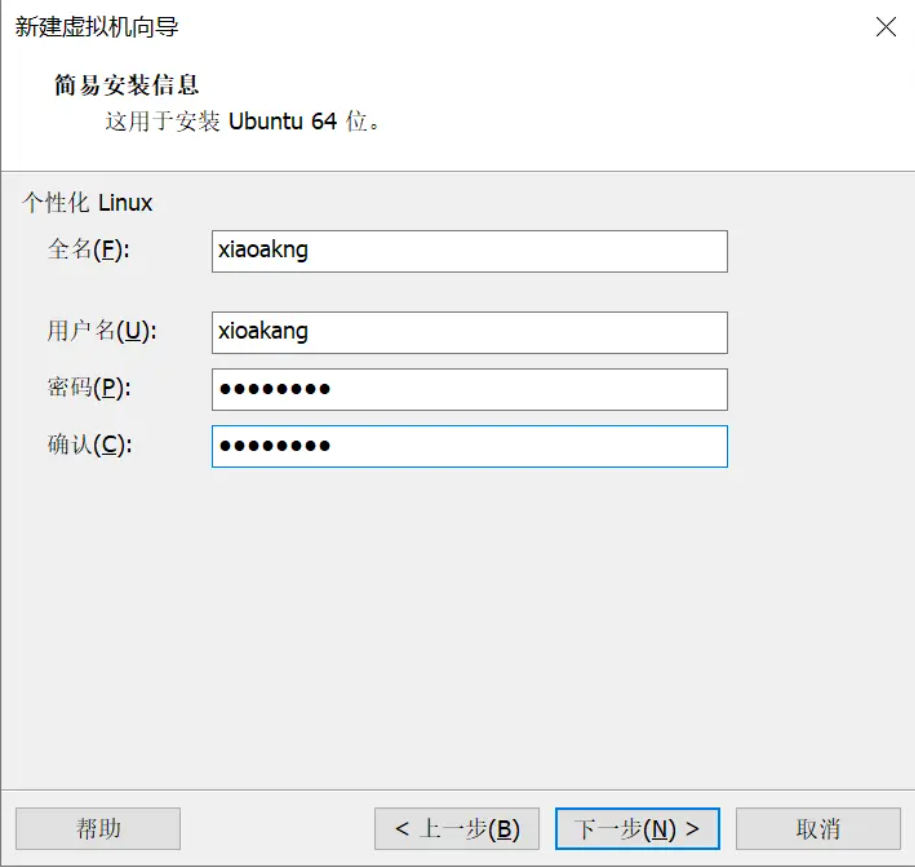 新建虚拟机向导
简易安装信息
这用于安装 Ubuntu 64 位。
个性化 Linux
全名(F): xiaoakng
用户名(U): xioakang
密码(P): ●●●●●●●●
确认(C): ●●●●●●●●
帮助 < 上一步(B) 下一步(N) > 取消